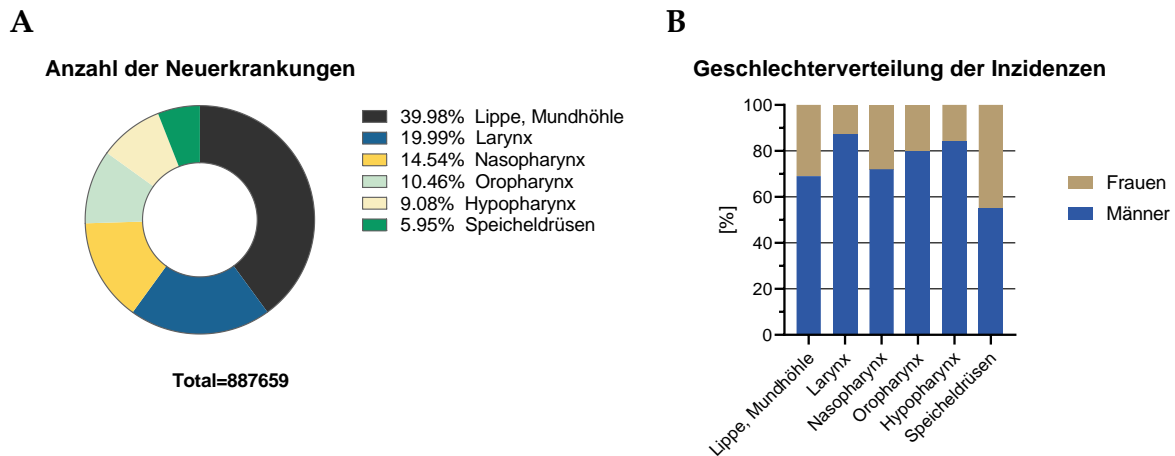 A
Anzahl der Neuerkrankungen
39.98% Lippe, Mundhöhle
19.99% Larynx
14.54% Nasopharynx
10.46% Oropharynx
9.08% Hypopharynx
5.95% Speicheldrüsen
Total=887659
B
Geschlechterverteilung der Inzidenzen
[%]
100
80
60
40
20
0
Lippe, Mundhöhle
Larynx
Nasopharynx
Oropharynx
Hypopharynx
Speicheldrüsen
Frauen
Männer